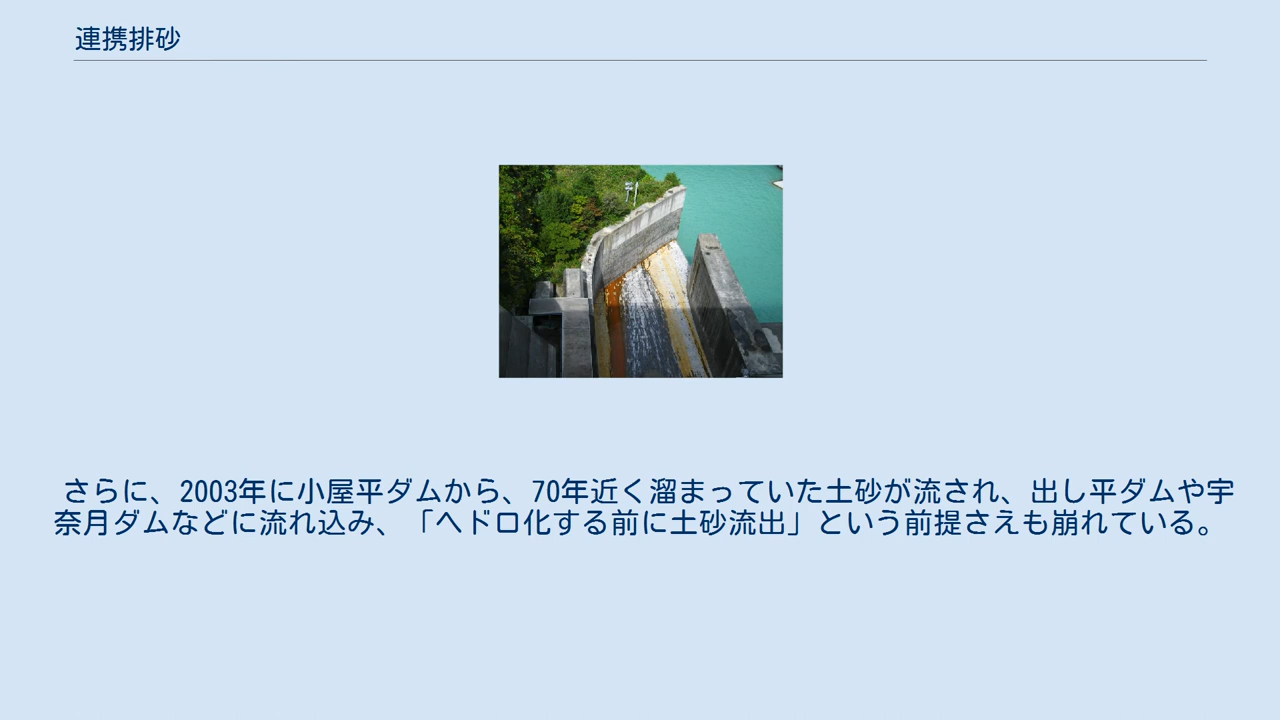 連携排砂
さらに、2003年に小屋平ダムから、70年近く溜まっていた土砂が流され、出し平ダムや宇
奈月ダムなどに流れ込み、「ヘドロ化する前に土砂流出」という前提さえも崩れている。